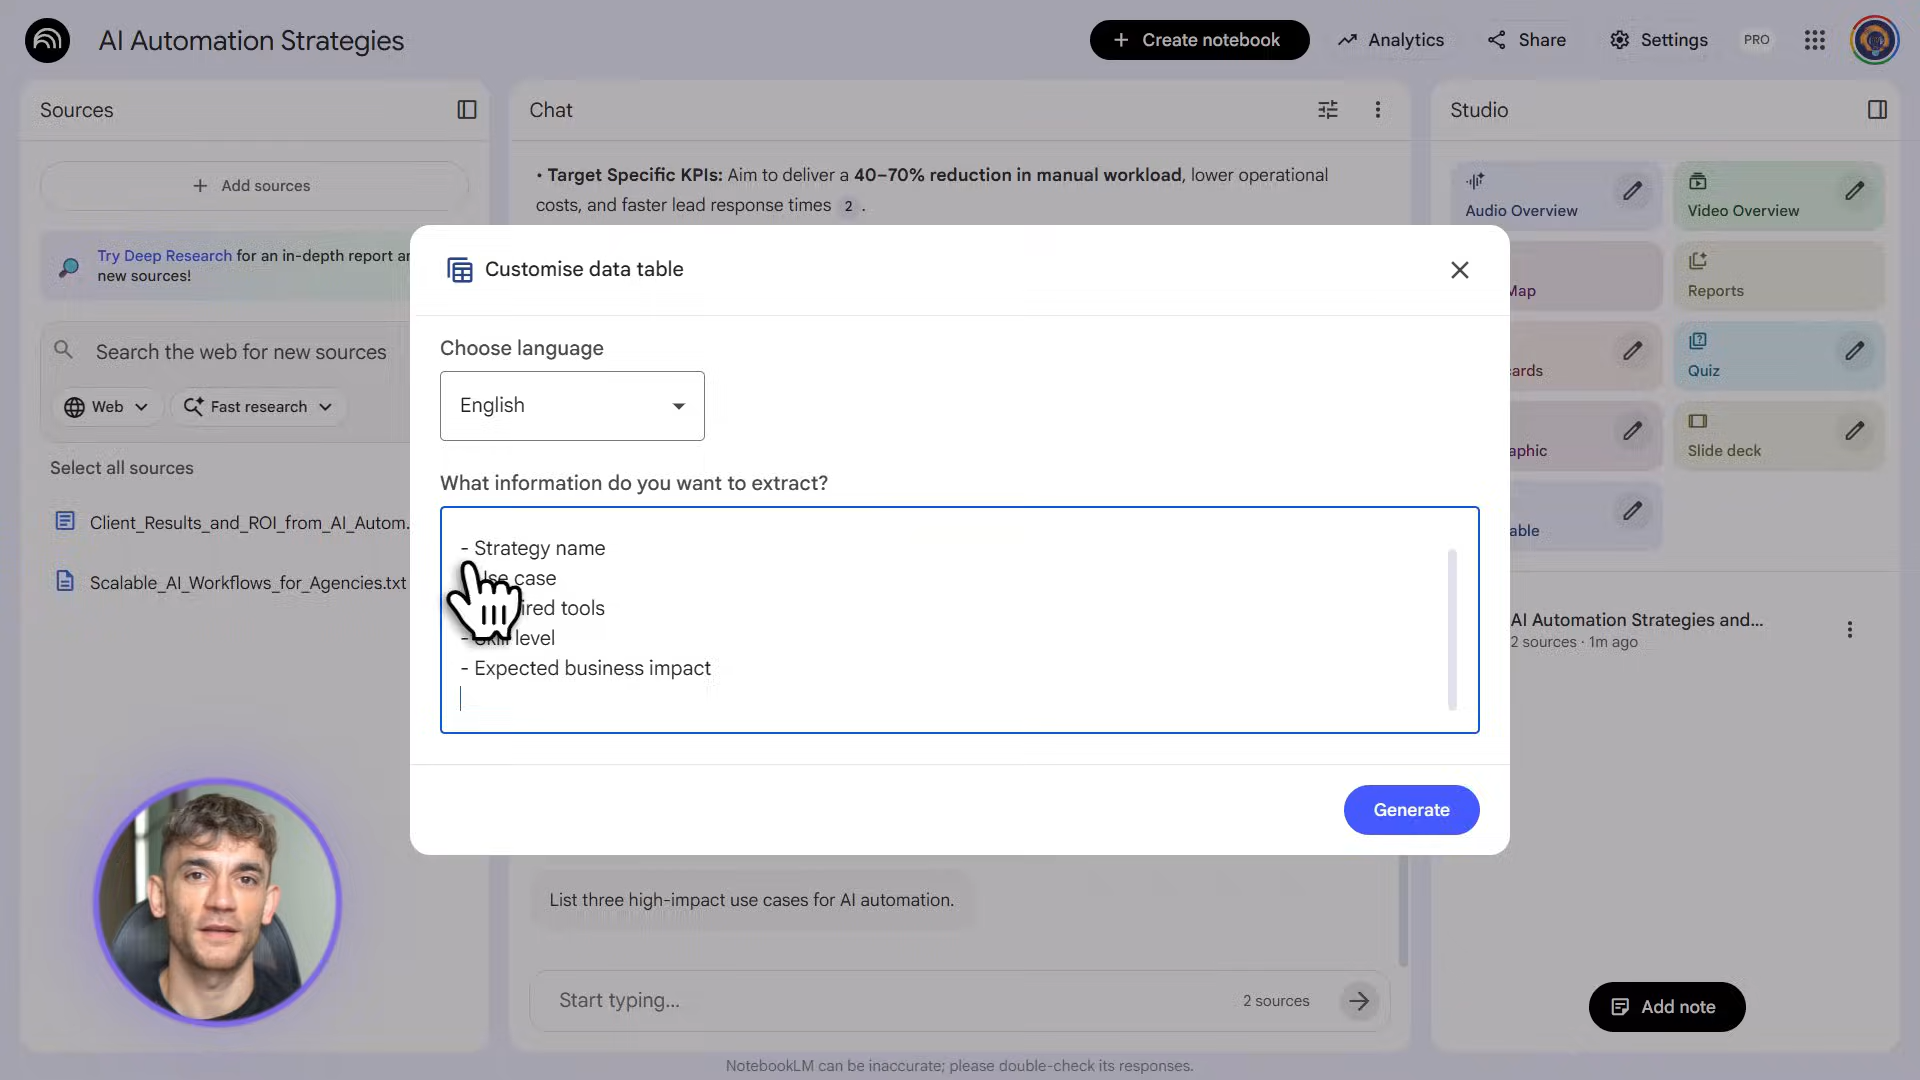 AI Automation Strategies
Create notebook
Analytics
Share
Settings
PRO
Sources
Add sources
Try Deep Research for an in-depth report
new sources!
Search the web for new sources
Web
Fast research
Select all sources
Client_Results_and_ROI_from_AI_Autom.
Scalable_AI_Workflows_for_Agencies.txt
Chat
• Target Specific KPIs: Aim to deliver a 40–70% reduction in manual workload, lower operational
costs, and faster lead response times 2 .
Customise data table
Choose language
English
What information do you want to extract?
- Strategy name
case
tools
- level
- Expected business impact
Generate
List three high-impact use cases for AI automation.
Start typing...
2 sources
Studio
Audio Overview
Video Overview
Map
Reports
Quiz
Slide deck
AI Automation Strategies and...
2 sources · 1m ago
Add note
NotebookLM can be inaccurate; please double-check its responses.